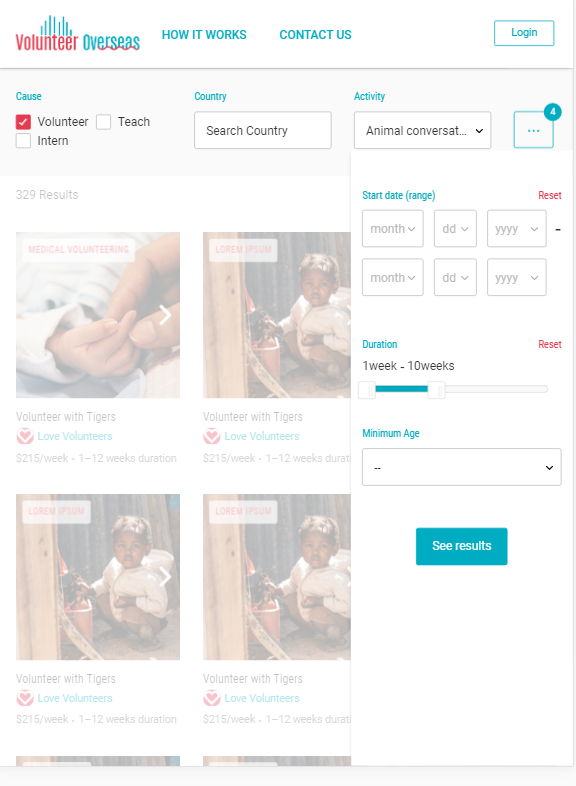 Volunteer Overseas
HOW IT WORKS
CONTACT US
Login
Cause
Volunteer
Teach
Intern
Country
Search Country
Activity
Animal conversat...
...
4
329 Results
MEDICAL VOLUNTEERING
LOREM IPSUM
Volunteer with Tigers
Love Volunteers
$215/week - 1–12 weeks duration
Volunteer with Tigers
Love Volunteers
$215/week - 1–12 weeks durati
LOREM IPSUM
LOREM IPSUM
Volunteer with Tigers
Love Volunteers
$215/week - 1–12 weeks duration
Volunteer with Tigers
Love Volunteers
$215/week - 1–12 weeks durati
Start date (range)
Reset
month dd yyyy -
month dd yyyy
Duration
Reset
1week - 10weeks
Minimum Age
--
See results